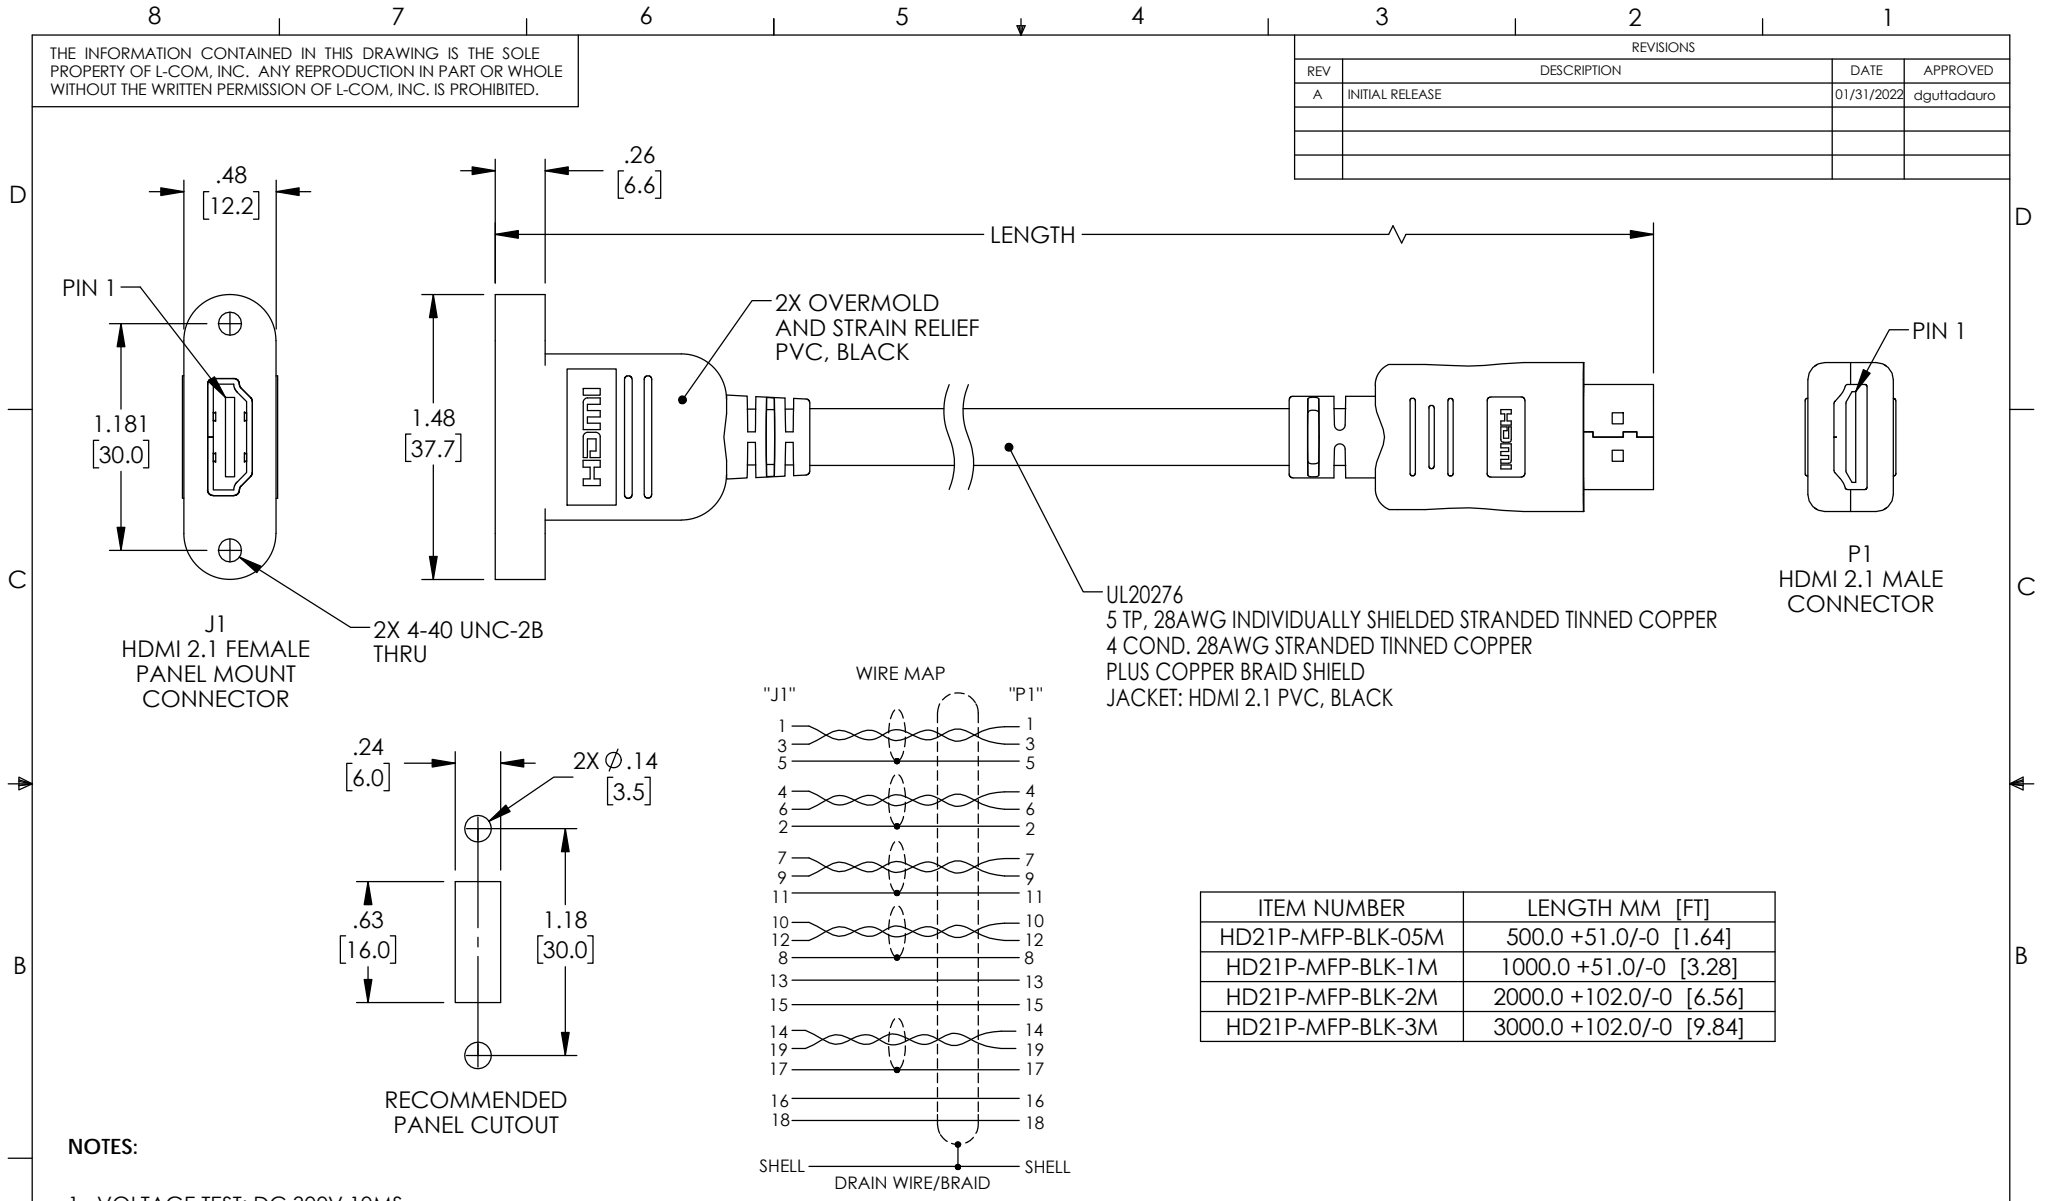 8 7 6 5 4 3 2 1
THE INFORMATION CONTAINED IN THIS DRAWING IS THE SOLE
PROPERTY OF L-COM, INC. ANY REPRODUCTION IN PART OR WHOLE
WITHOUT THE WRITTEN PERMISSION OF L-COM, INC. IS PROHIBITED.
REVISIONS
REV DESCRIPTION DATE APPROVED
A INITIAL RELEASE 01/31/2022 dguttadauro
D
D
.48
[12.2]
.26
[6.6]
LENGTH
PIN 1
1.181
[30.0]
1.48
[37.7]
2X OVERMOLD
AND STRAIN RELIEF
PVC, BLACK
HDMI
HDMI
PIN 1
C
C
J1
HDMI 2.1 FEMALE
PANEL MOUNT
CONNECTOR
2X 4-40 UNC-2B
THRU
UL20276
5 TP, 28AWG INDIVIDUALLY SHIELDED STRANDED TINNED COPPER
4 COND. 28AWG STRANDED TINNED COPPER
PLUS COPPER BRAID SHIELD
JACKET: HDMI 2.1 PVC, BLACK
P1
HDMI 2.1 MALE
CONNECTOR
.24
[6.0]
2X Ø.14
[3.5]
.63
[16.0]
1.18
[30.0]
RECOMMENDED
PANEL CUTOUT
WIRE MAP
"J1" "P1"
1 1
3 3
5 5
4 4
6 6
2 2
7 7
9 9
11 11
10 10
12 12
8 8
13 13
15 15
14 14
19 19
17 17
16 16
18 18
SHELL SHELL
DRAIN WIRE/BRAID
ITEM NUMBER LENGTH MM [FT]
HD21P-MFP-BLK-05M 500.0 +51.0/-0 [1.64]
HD21P-MFP-BLK-1M 1000.0 +51.0/-0 [3.28]
HD21P-MFP-BLK-2M 2000.0 +102.0/-0 [6.56]
HD21P-MFP-BLK-3M 3000.0 +102.0/-0 [9.84]
B
B
NOTES:
1. VOLTAGE TEST: DC 300V 10MS